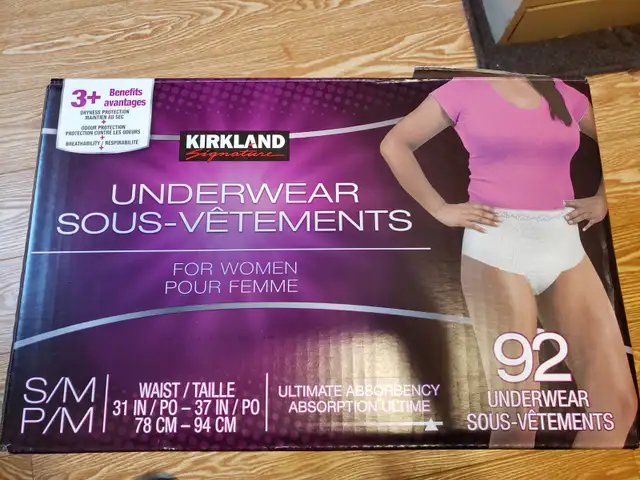 3+ Benefits
avantages
DRYNESS PROTECTION
MAINTIEN AU SEC
+
ODOUR PROTECTION
PROTECTION CONTRE LES ODEURS
+
BREATHABILITY / RESPIRABILITÉ
KIRKLAND
Signature
UNDERWEAR
SOUS-VÊTEMENTS
FOR WOMEN
POUR FEMME
S/M
P/M
WAIST / TAILLE
31 IN / PO – 37 IN / PO
78 CM – 94 CM
ULTIMATE ABSORBENCY
ABSORPTION ULTIME
92
UNDERWEAR
SOUS-VÊTEMENTS